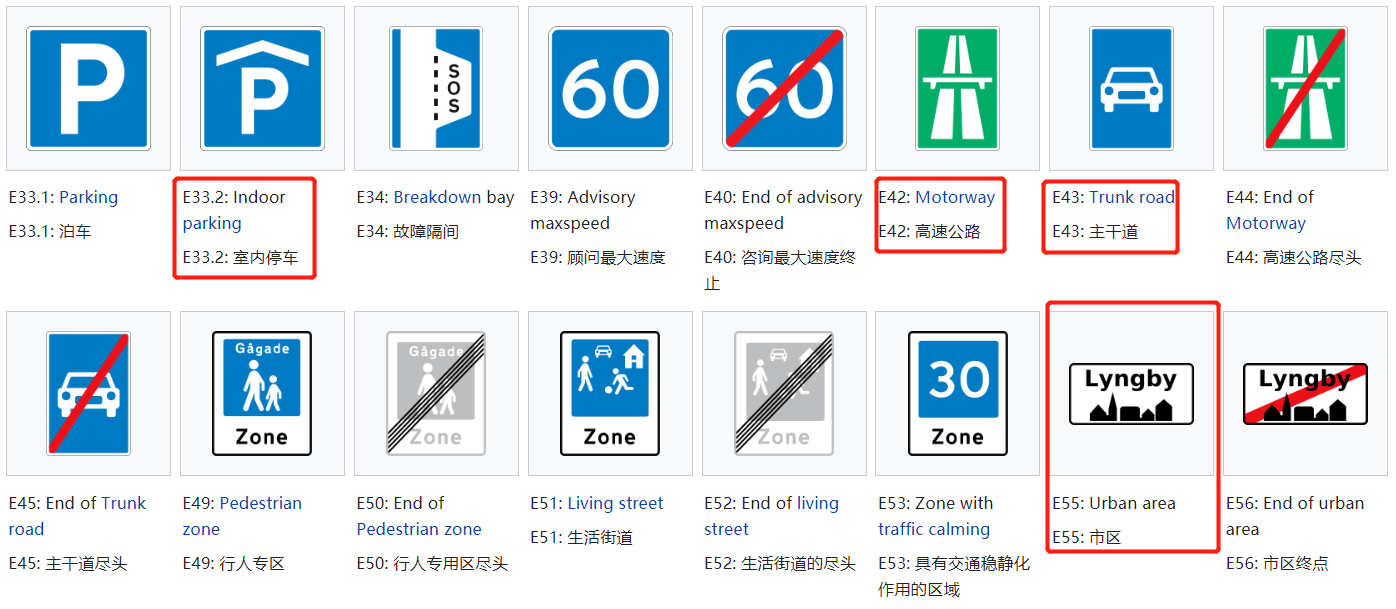 P
P
SOS
60
60
E33.1: Parking
E33.1: 泊车
E33.2: Indoor
parking
E33.2: 室内停车
E34: Breakdown bay
E34: 故障隔间
E39: Advisory
maxspeed
E39: 顾问最大速度
E40: End of advisory
maxspeed
E40: 咨询最大速度终
止
E42: Motorway
E42: 高速公路
E43: Trunk road
E43: 主干道
E44: End of
Motorway
E44: 高速公路尽头
Gågade
Zone
Gågade
Zone
Zone
Zone
30
Zone
Lyngby
Lyngby
E45: End of Trunk
road
E45: 主干道尽头
E49: Pedestrian
zone
E49: 行人专区
E50: End of
Pedestrian zone
E50: 行人专用区尽头
E51: Living street
E51: 生活街道
E52: End of living
street
E52: 生活街道的尽头
E53: Zone with
traffic calming
E53: 具有交通稳静化
作用的区域
E55: Urban area
E55: 市区
E56: End of urban
area
E56: 市区终点